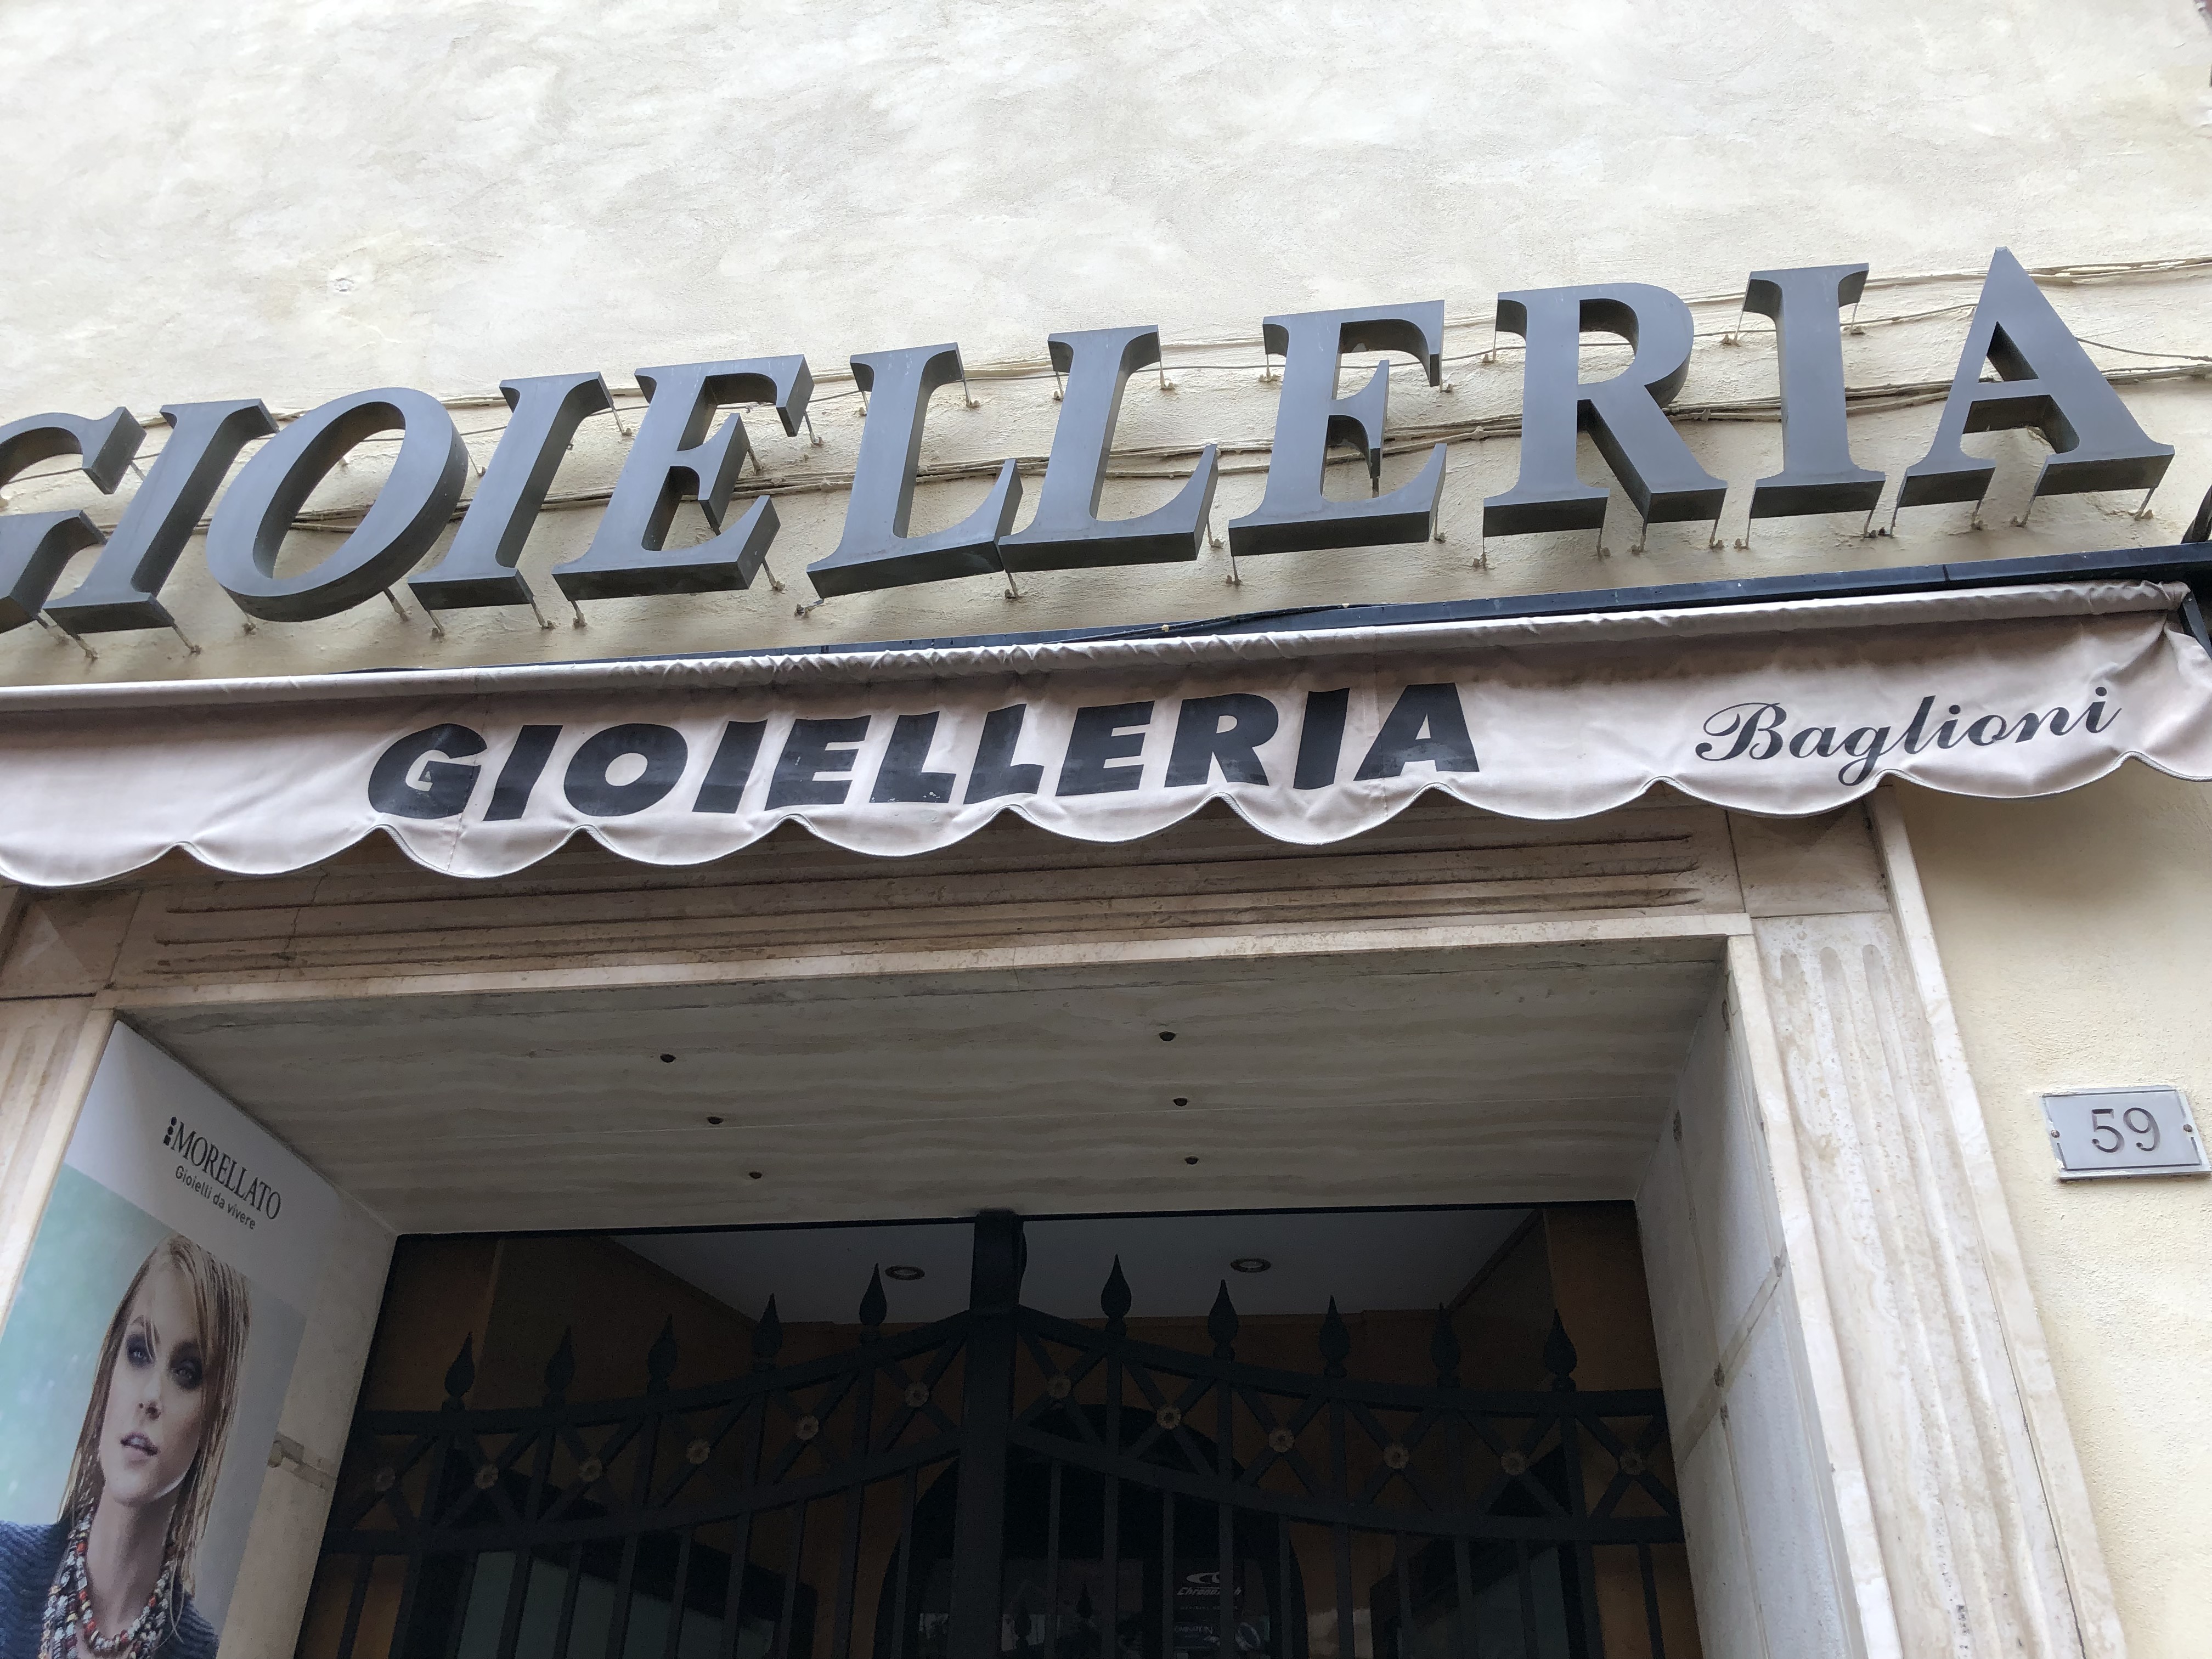 GIOIELLERIA
GIOIELLERIA Baglioni
59
MORELLATO
Gioielli da vivere